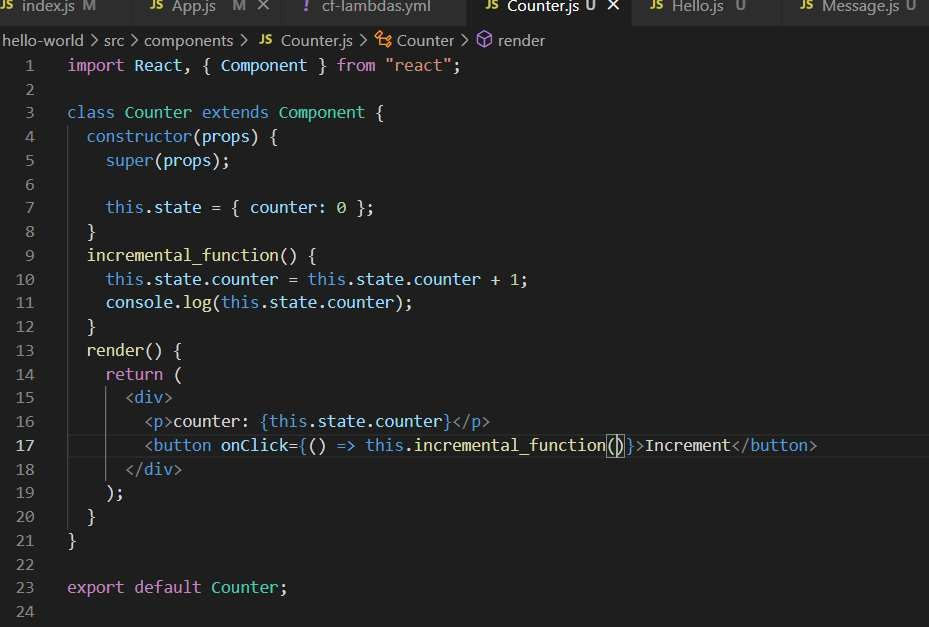 JS index.js M JS App.js M × ! cf-lambdas.yml JS Counter.js U × JS Hello.js U JS Message.js U
hello-world > src > components > JS Counter.js > Counter > render
1 import React, { Component } from "react";
2
3 class Counter extends Component {
4 constructor(props) {
5 super(props);
6
7 this.state = { counter: 0 };
8 }
9 incremental_function() {
10 this.state.counter = this.state.counter + 1;
11 console.log(this.state.counter);
12 }
13 render() {
14 return (
15 <div>
16 <p>counter: {this.state.counter}</p>
17 <button onClick={() => this.incremental_function()}>Increment</button>
18 </div>
19 );
20 }
21 }
22
23 export default Counter;
24